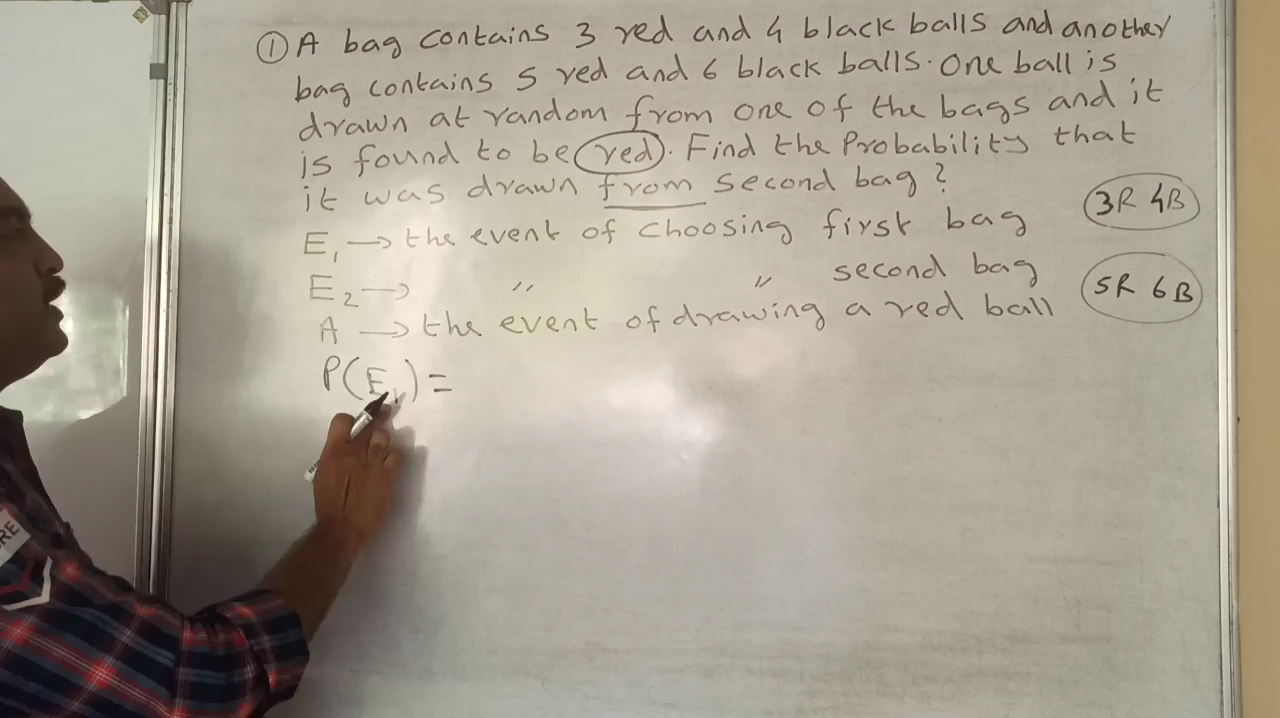 ① A bag contains 3 red and 4 black balls and another
bag contains 5 red and 6 black balls. One ball is
drawn at random from one of the bags and it
is found to be red. Find the Probability that
it was drawn from second bag?
3R 4B
E₁ → the event of choosing first bag
E₂ → " " second bag
5R 6B
A → the event of drawing a red ball
P(E₁) =
RE